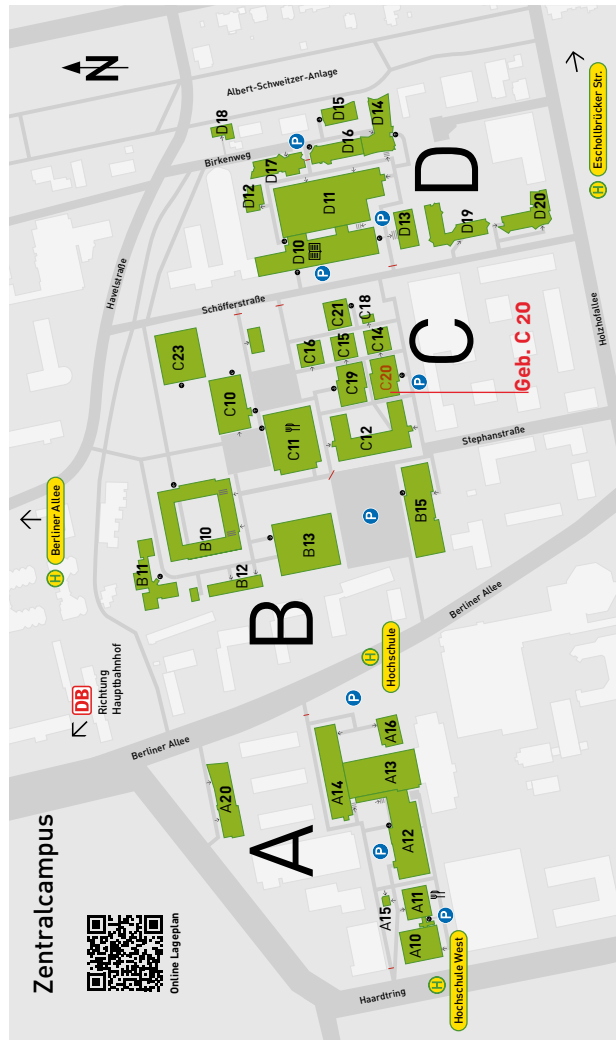 Zentralcampus
Online Lageplan
DB
Richtung
Hauptbahnhof
H Berliner Allee
N
Havelstraße
Albert-Schweitzer-Anlage
Birkenweg
Schöfferstraße
Berliner Allee
Berliner Allee
Haardtring
Stephanstraße
Holzhofallee
H
Hochschule
H
Hochschule West
H Eschollbrücker Str.
A
A10
A11
A12
A13
A14
A15
A16
A20
B
B10
B11
B12
B13
B15
C
C10
C11
C12
C14
C15
C16
C18
C19
C20
C21
C23
Geb. C 20
D
D10
D11
D12
D13
D14
D15
D16
D17
D18
D19
D20
P
P
P
P
P
P
P
P
P